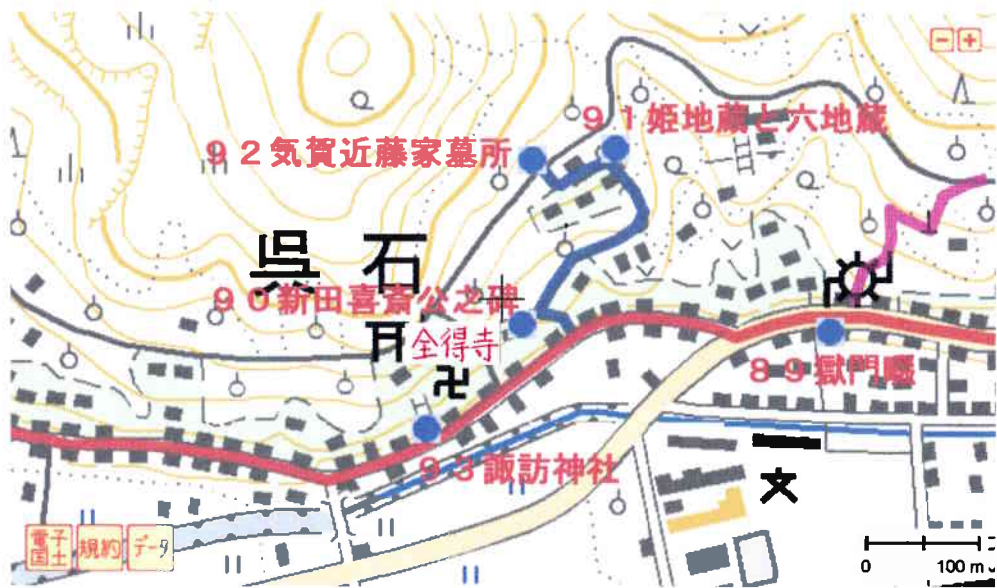 91姫地蔵と六地蔵
92気賀近藤家墓所
呉石
90新田喜斎公之碑
全得寺
89獄門畷
93諏訪神社
電子国土
規約
データ
0 100 m